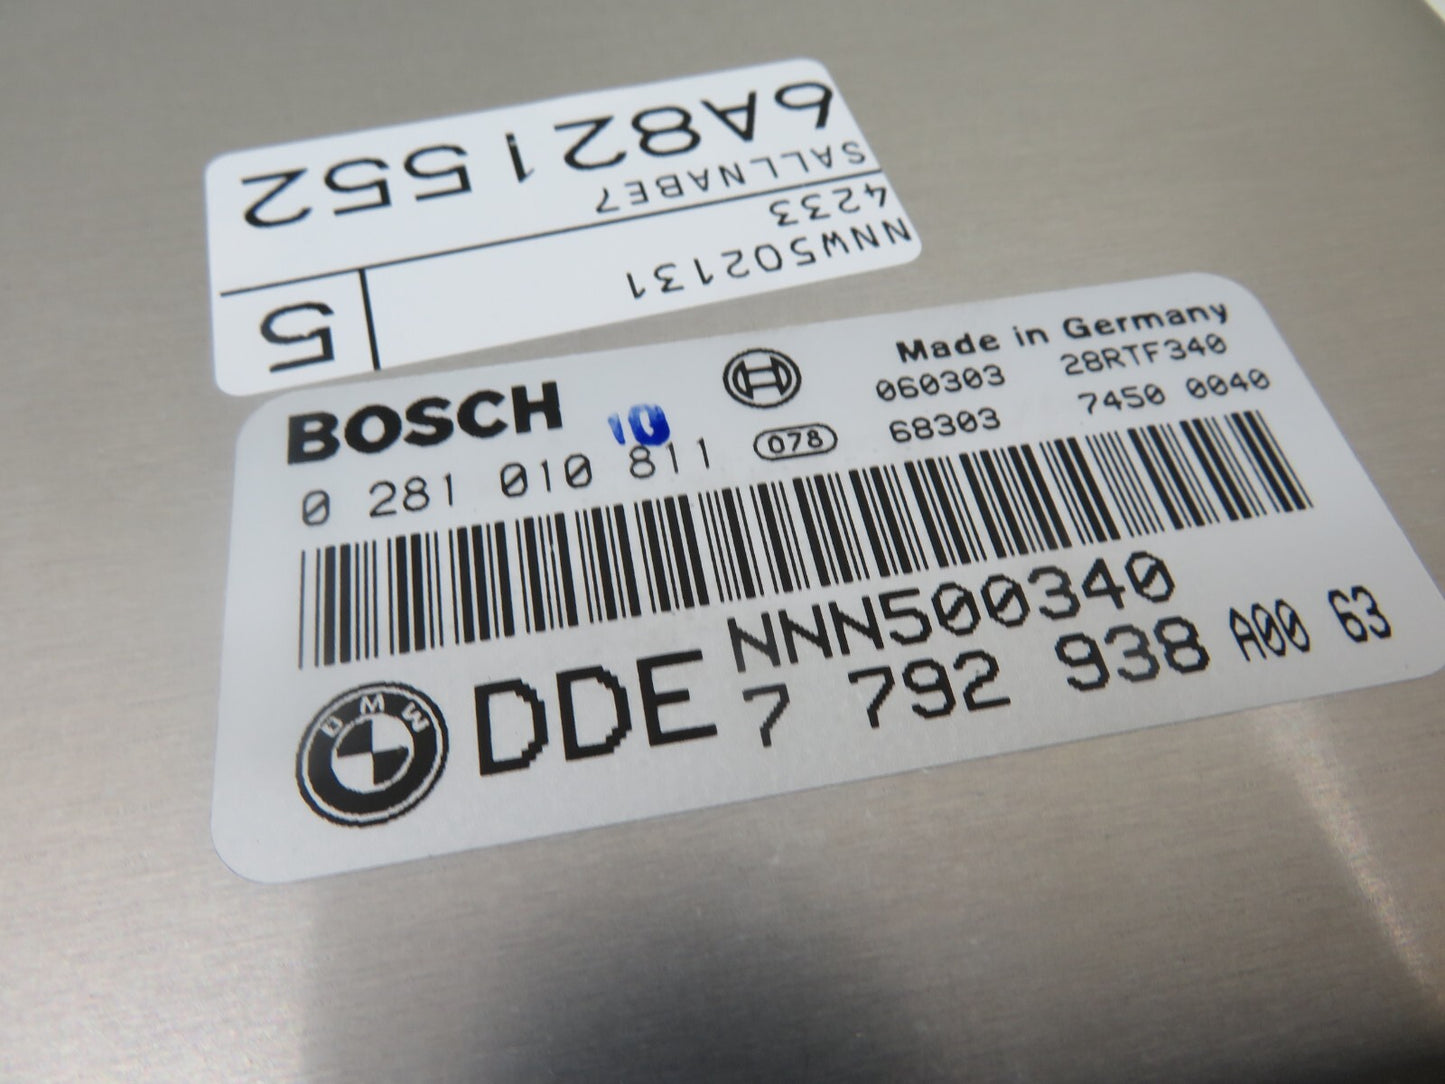 6A821552
SALLNABE7
4233
NNW502131
5
BOSCH
10
Made in Germany
060303 28RTF340
0 281 010 811 078 68303 7450 0040
DDE NNN500340
7 792 938 A00 63
BMW